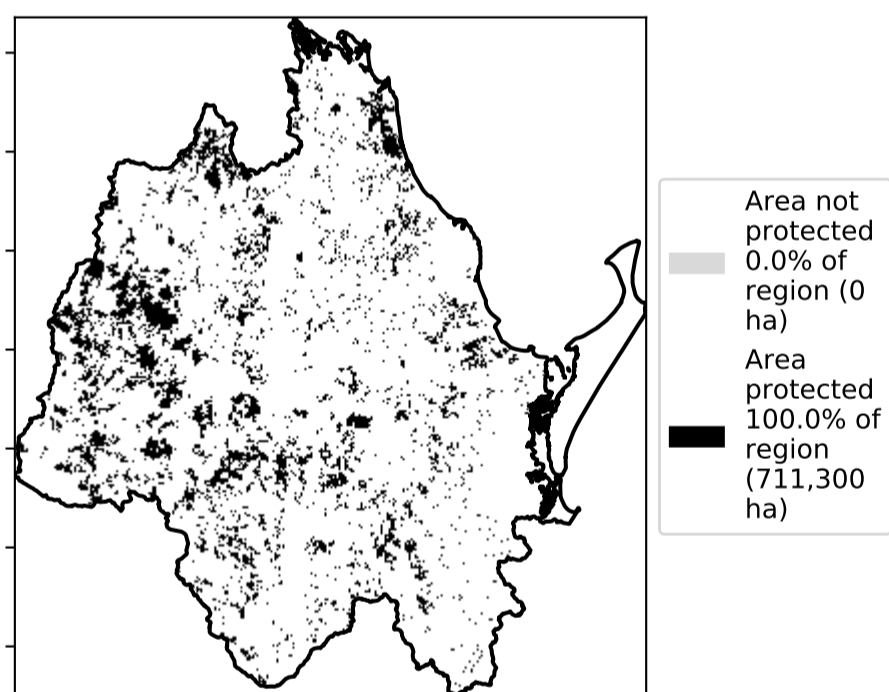 Area not
protected
0.0% of
region (0
ha)
Area
protected
100.0% of
region
(711,300
ha)